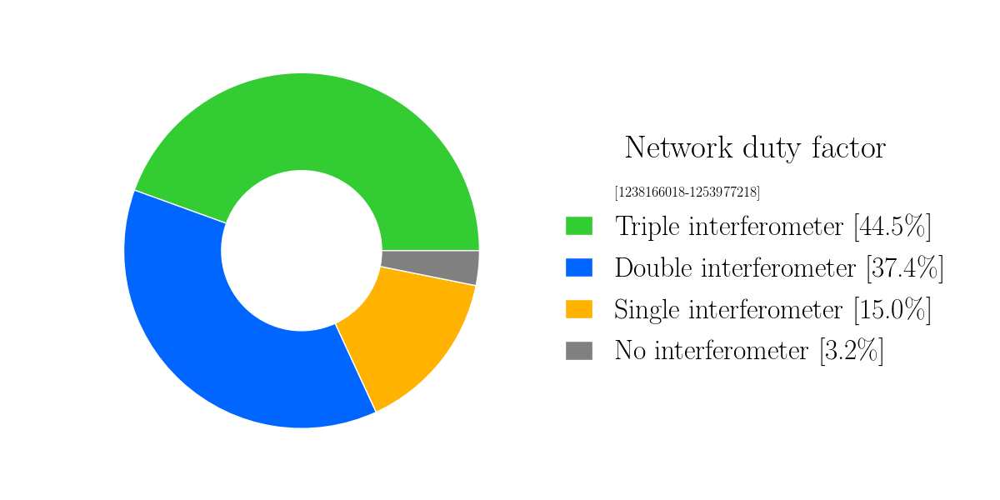 Network duty factor
[1238166018-1253977218]
Triple interferometer [44.5%]
Double interferometer [37.4%]
Single interferometer [15.0%]
No interferometer [3.2%]